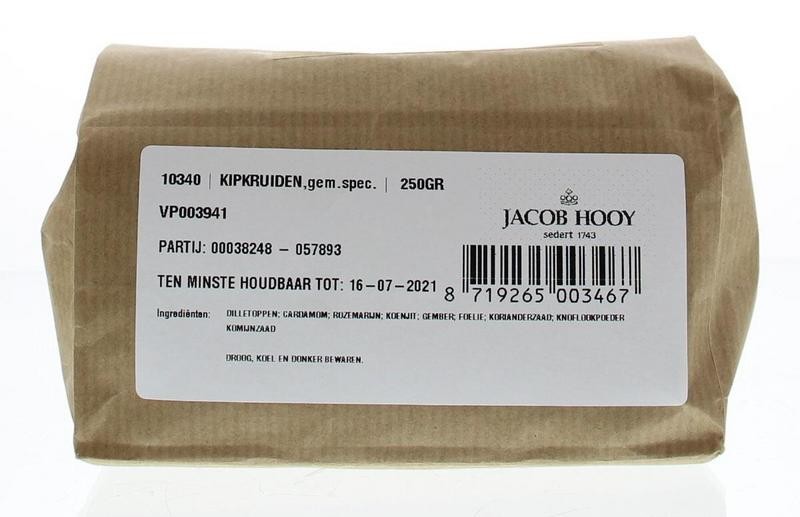 10340 | KIPKRUIDEN,gem.spec. | 250GR
VP003941
PARTIJ: 00038248 - 057893
TEN MINSTE HOUDBAAR TOT: 16-07-2021
JACOB HOOY
sedert 1743
8 719265 003467
Ingrediënten: DILLETOPPEN; CARDAMOM; ROZEMARIJN; KOENJIT; GEMBER; FOELIE; KORIANDERZAAD; KNOFLOOKPOEDER
KOMIJNZAAD
DROOG, KOEL EN DONKER BEWAREN.